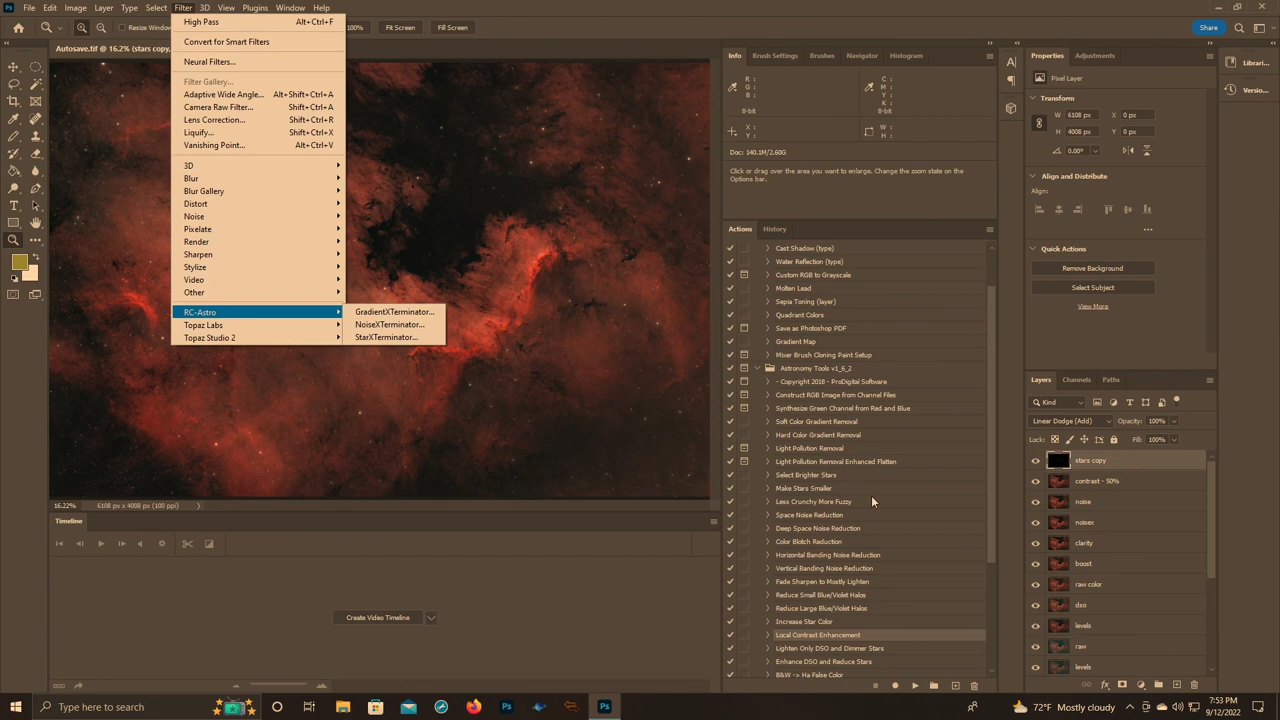 File Edit Image Layer Type Select Filter 3D View Plugins Window Help
Resize Window
100% Fit Screen Fill Screen
Share
Autosave.tif @ 16.2% (stars copy,
High Pass Alt+Ctrl+F
Convert for Smart Filters
Neural Filters...
Filter Gallery...
Adaptive Wide Angle... Alt+Shift+Ctrl+A
Camera Raw Filter... Shift+Ctrl+A
Lens Correction... Shift+Ctrl+R
Liquify... Shift+Ctrl+X
Vanishing Point... Alt+Ctrl+V
3D
Blur
Blur Gallery
Distort
Noise
Pixelate
Render
Sharpen
Stylize
Video
Other
RC-Astro
Topaz Labs
Topaz Studio 2
GradientXTerminator...
NoiseXTerminator...
StarXTerminator...
16.22% 6108 px x 4008 px (100 ppi)
Timeline
Create Video Timeline
Info Brush Settings Brushes Navigator Histogram
R :
G :
B :
8-bit
C :
M :
Y :
K :
8-bit
X :
Y :
W :
H :
Doc: 140.1M/2.60G
Click or drag over the area you want to enlarge. Change the zoom state on the
Options bar.
Actions History
Cast Shadow (type)
Water Reflection (type)
Custom RGB to Grayscale
Molten Lead
Sepia Toning (layer)
Quadrant Colors
Save as Photoshop PDF
Gradient Map
Mixer Brush Cloning Paint Setup
Astronomy Tools v1_6_2
- Copyright 2018 - ProDigital Software
Construct RGB Image from Channel Files
Synthesize Green Channel from Red and Blue
Soft Color Gradient Removal
Hard Color Gradient Removal
Light Pollution Removal
Light Pollution Removal Enhanced Flatten
Select Brighter Stars
Make Stars Smaller
Less Crunchy More Fuzzy
Space Noise Reduction
Deep Space Noise Reduction
Color Blotch Reduction
Horizontal Banding Noise Reduction
Vertical Banding Noise Reduction
Fade Sharpen to Mostly Lighten
Reduce Small Blue/Violet Halos
Reduce Large Blue/Violet Halos
Increase Star Color
Local Contrast Enhancement
Lighten Only DSO and Dimmer Stars
Enhance DSO and Reduce Stars
B&W -> Ha False Color
Properties Adjustments
Pixel Layer
Transform
W 6108 px X 0 px
H 4008 px Y 0 px
0.00°
Align and Distribute
Align:
Quick Actions
Remove Background
Select Subject
View More
Layers Channels Paths
Kind
Linear Dodge (Add) Opacity: 100%
Lock: Fill: 100%
stars copy
contrast - 50%
noise
noisex
clarity
boost
raw color
dso
levels
raw
levels
Librari...
Versio...
Type here to search
72°F Mostly cloudy
7:53 PM
9/12/2022